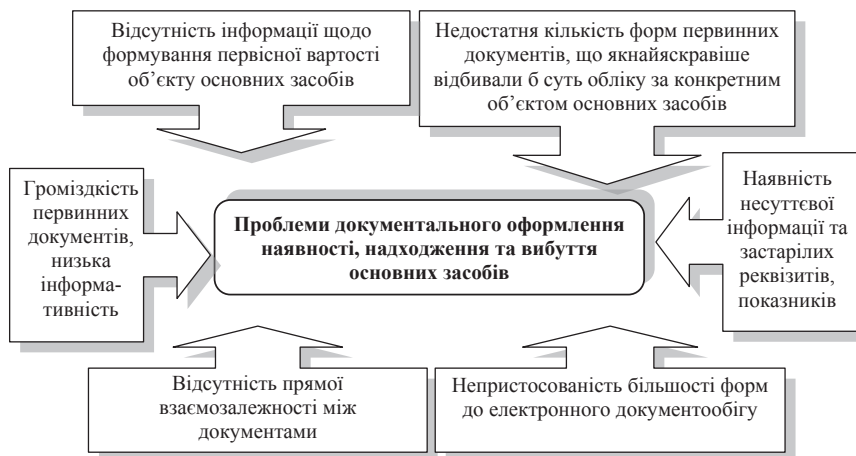 Відсутність інформації щодо
формування первісної вартості
об’єкту основних засобів
Недостатня кількість форм первинних
документів, що якнайяскравіше
відбивали б суть обліку за конкретним
об’єктом основних засобів
Громіздкість
первинних
документів,
низька
інформа-
тивність
Проблеми документального оформлення
наявності, надходження та вибуття
основних засобів
Наявність
несуттєвої
інформації та
застарілих
реквізитів,
показників
Відсутність прямої
взаємозалежності між
документами
Непристосованість більшості форм
до електронного документообігу